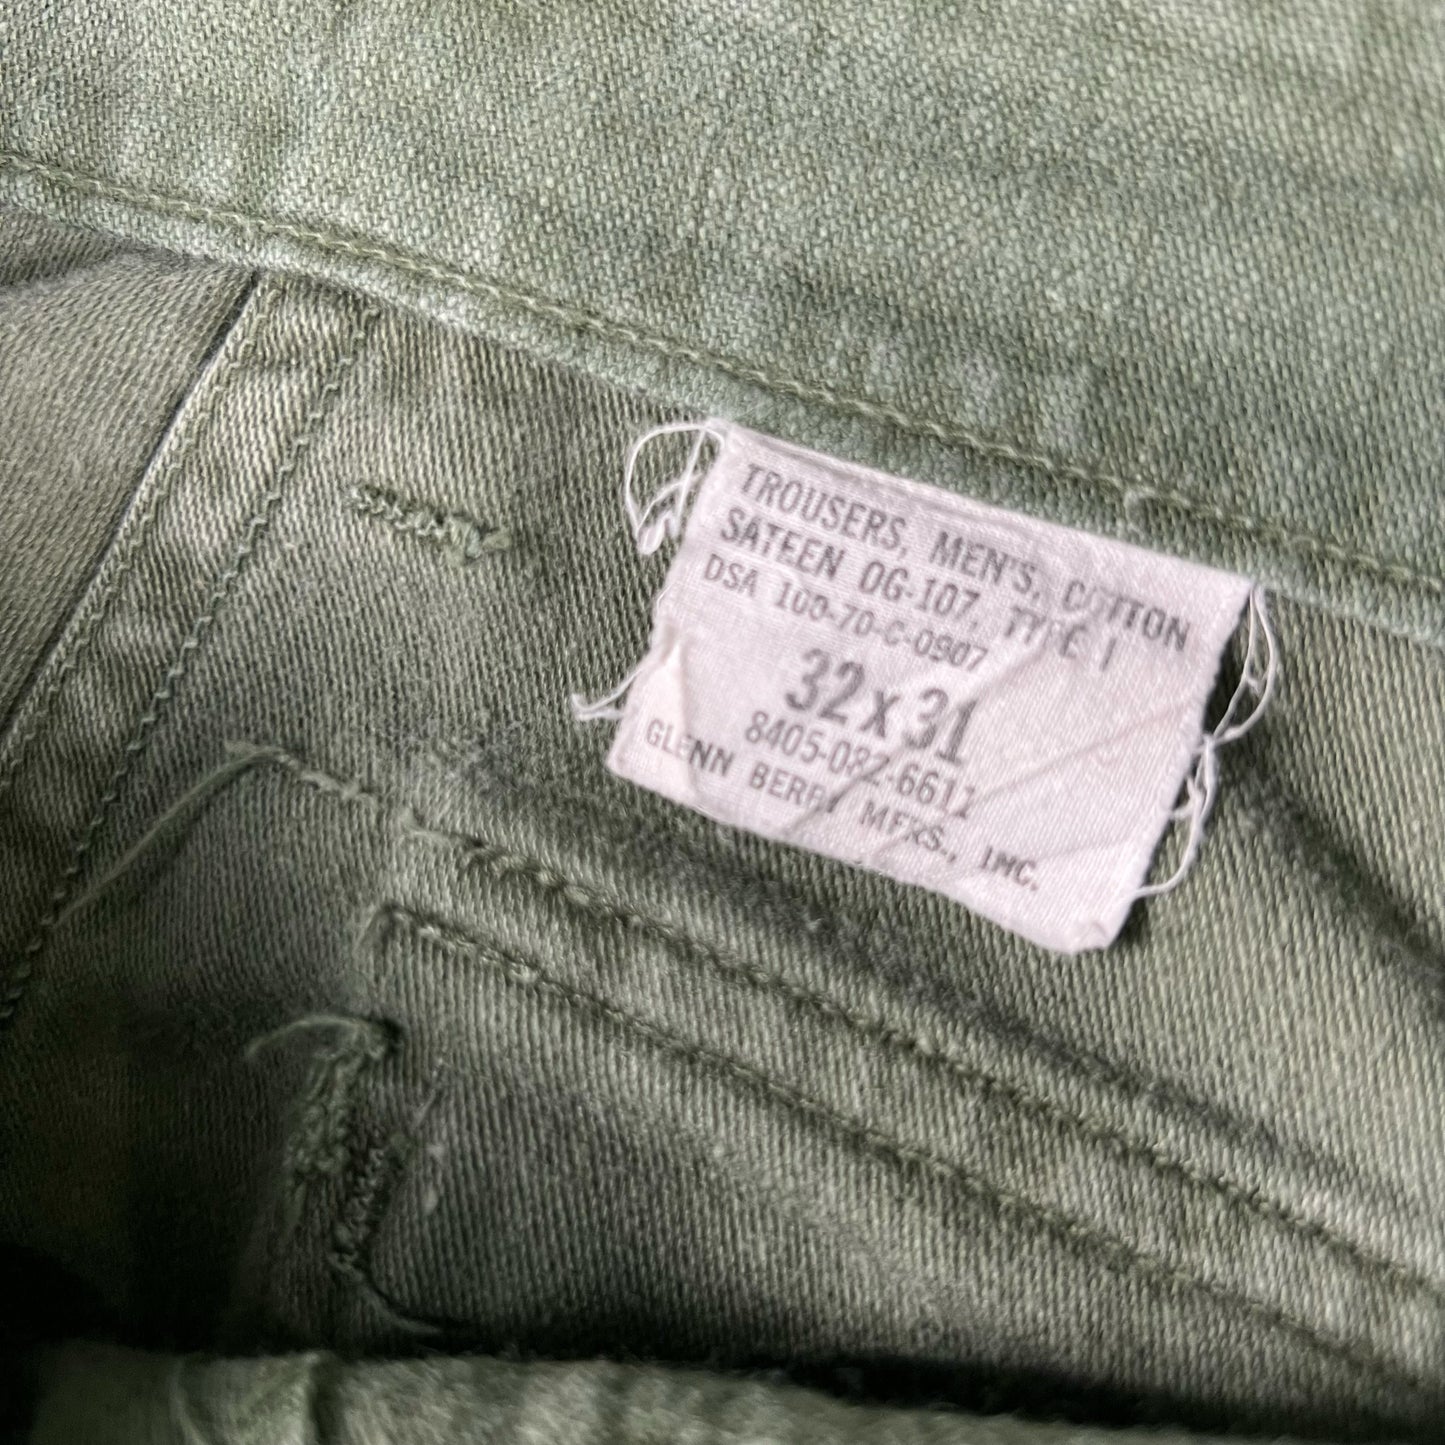 TROUSERS, MEN'S, COTTON
SATEEN OG-107, TYPE I
DSA 100-70-C-0907
32 x 31
8405-082-6611
GLENN BERRY MFRS., INC.